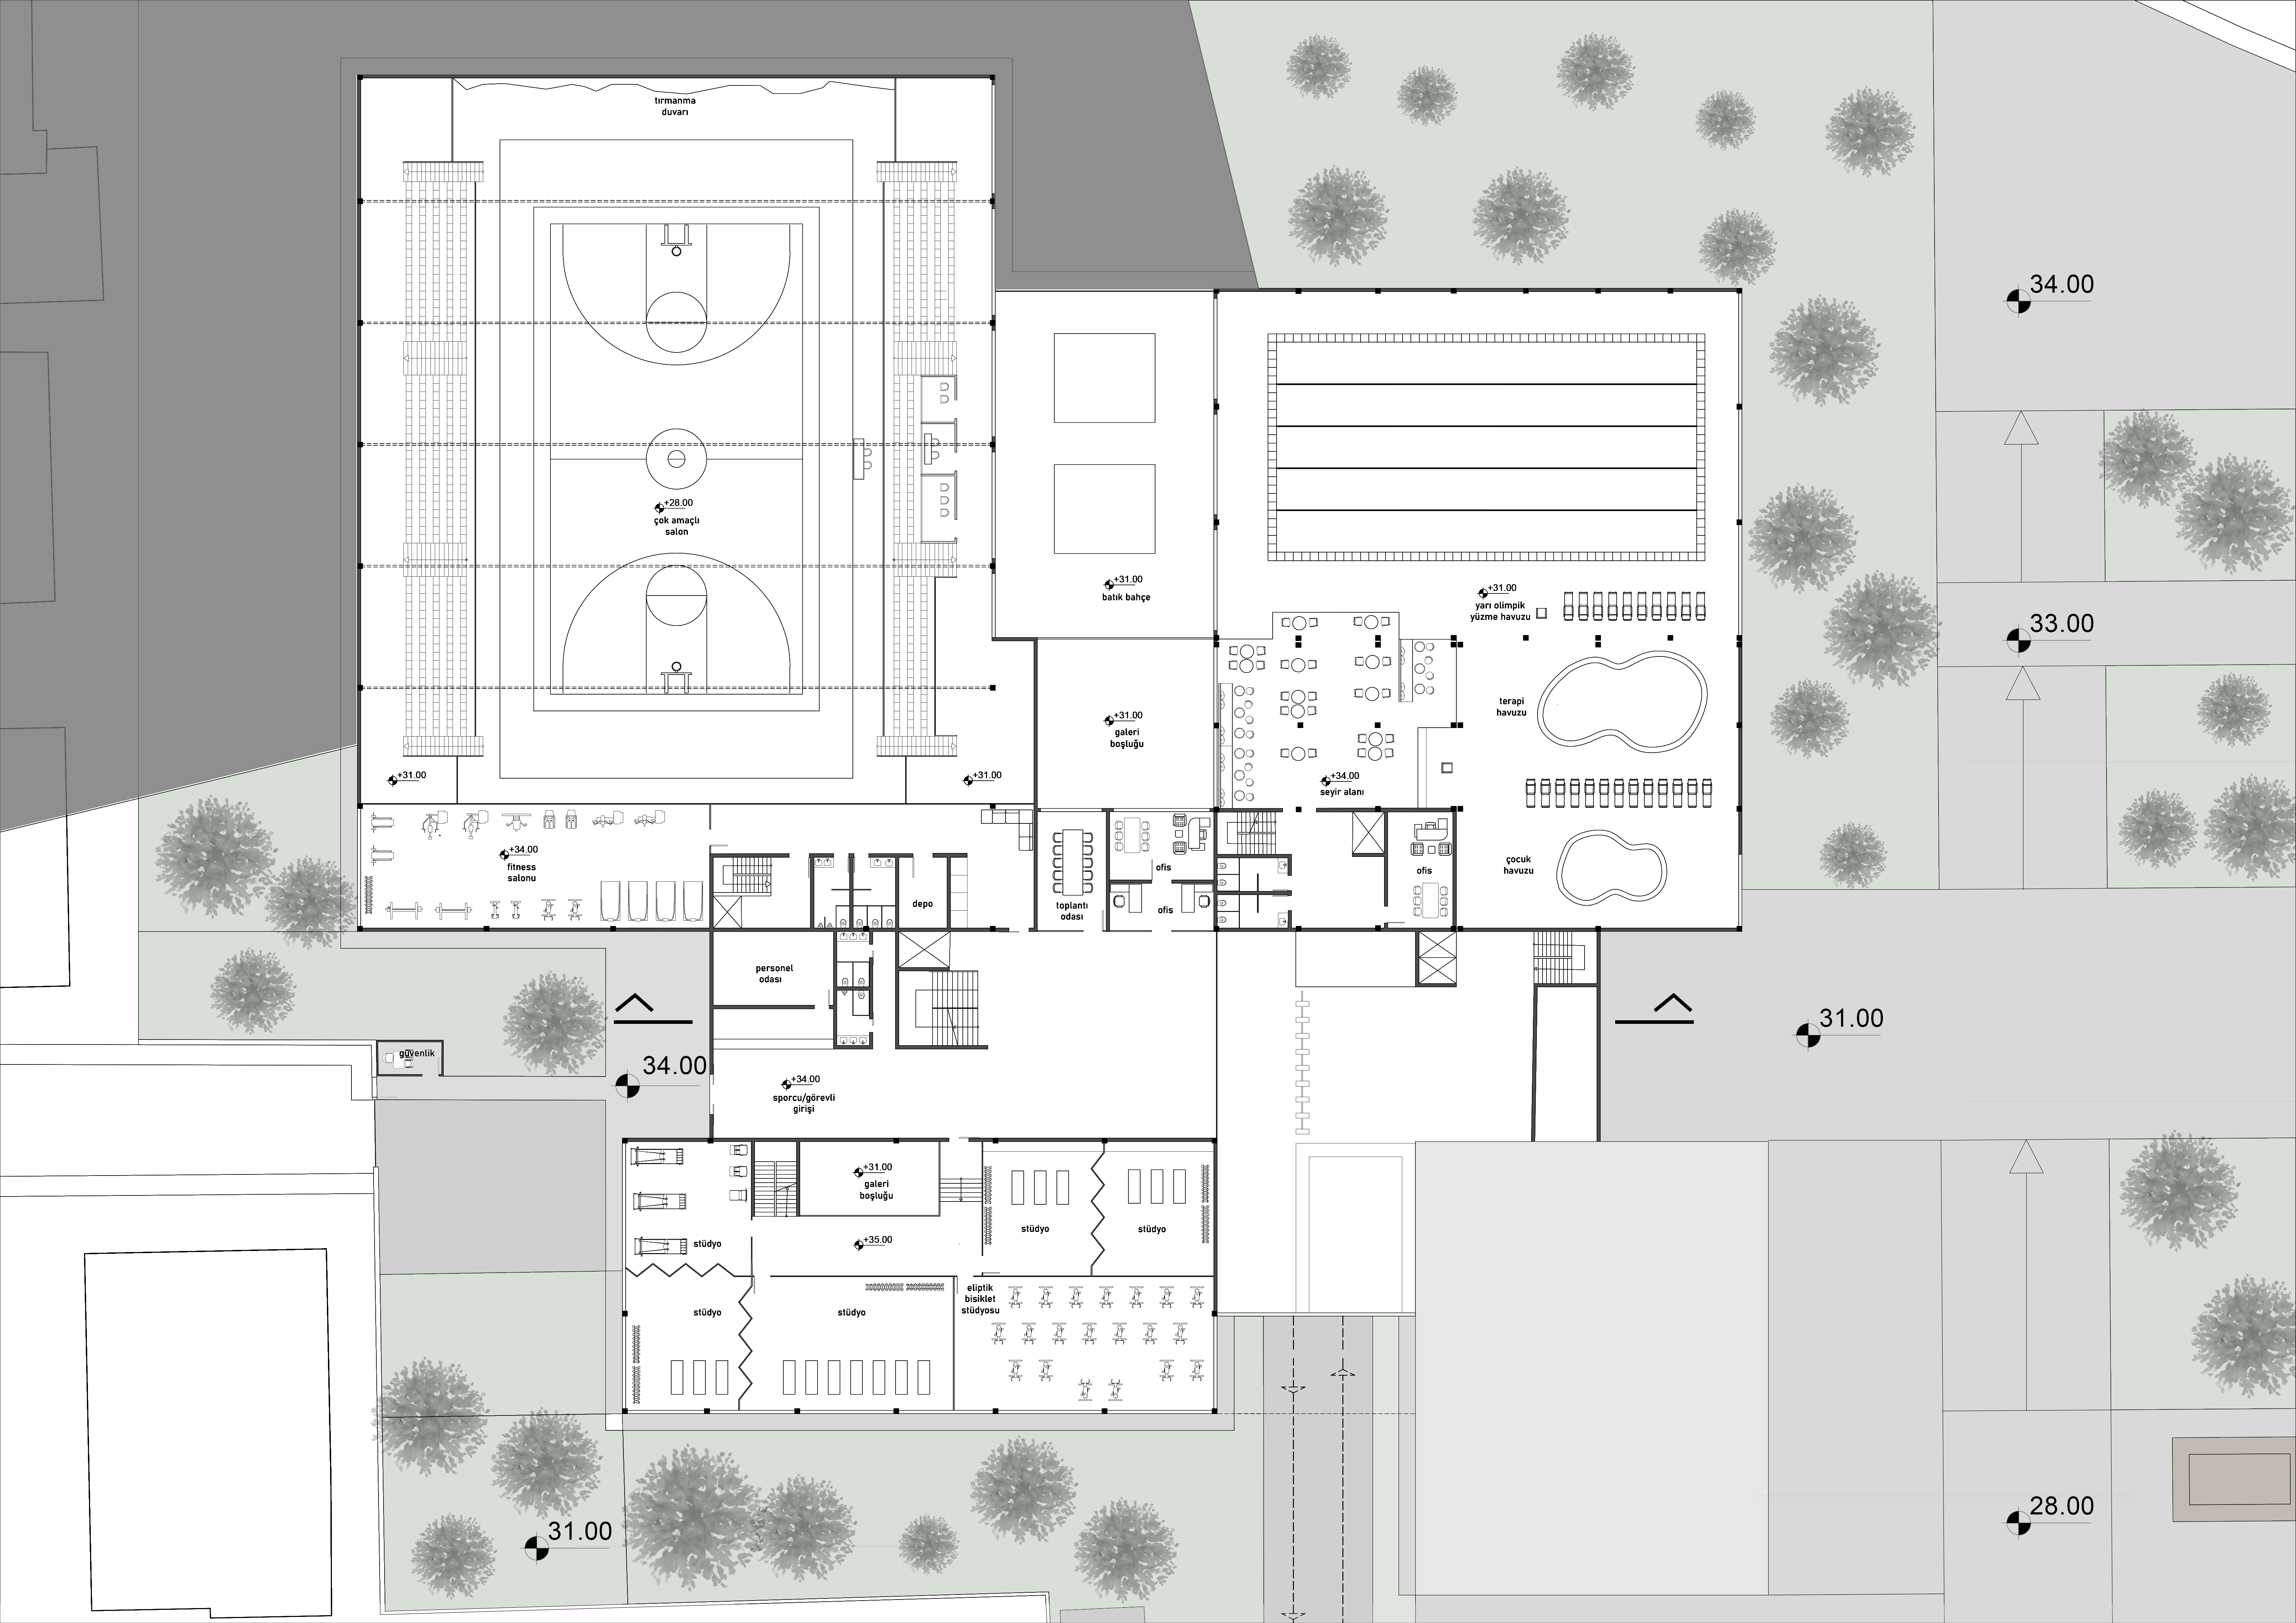 tırmanma
duvarı
34.00
+28.00
çok amaçlı
salon
+31.00
batık bahçe
+31.00
yarı olimpik
yüzme havuzu
33.00
terapi
havuzu
+31.00
galeri
boşluğu
+31.00
+31.00
+34.00
seyir alanı
+34.00
fitness
salonu
depo
toplantı
odası
ofis
ofis
ofis
çocuk
havuzu
personel
odası
güvenlik
34.00
31.00
+34.00
sporcu/görevli
girişi
+31.00
galeri
boşluğu
stüdyo
stüdyo
stüdyo
+35.00
stüdyo
stüdyo
eliptik
bisiklet
stüdyosu
31.00
28.00